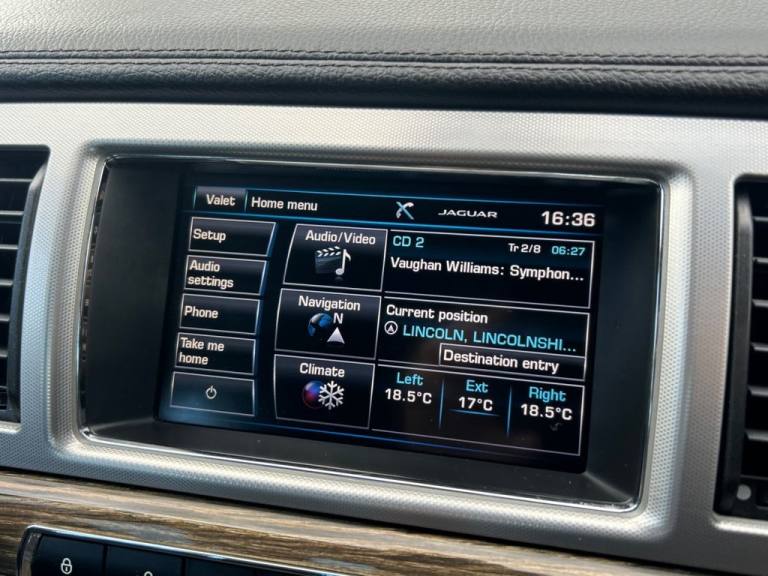 Valet
Home menu
JAGUAR
16:36
Setup
Audio
settings
Phone
Take me
home
Audio/Video
Navigation
N
Climate
CD 2
Tr 2/8 06:27
Vaughan Williams: Symphon...
Current position
LINCOLN, LINCOLNSHI...
Destination entry
Left
18.5°C
Ext
17°C
Right
18.5°C